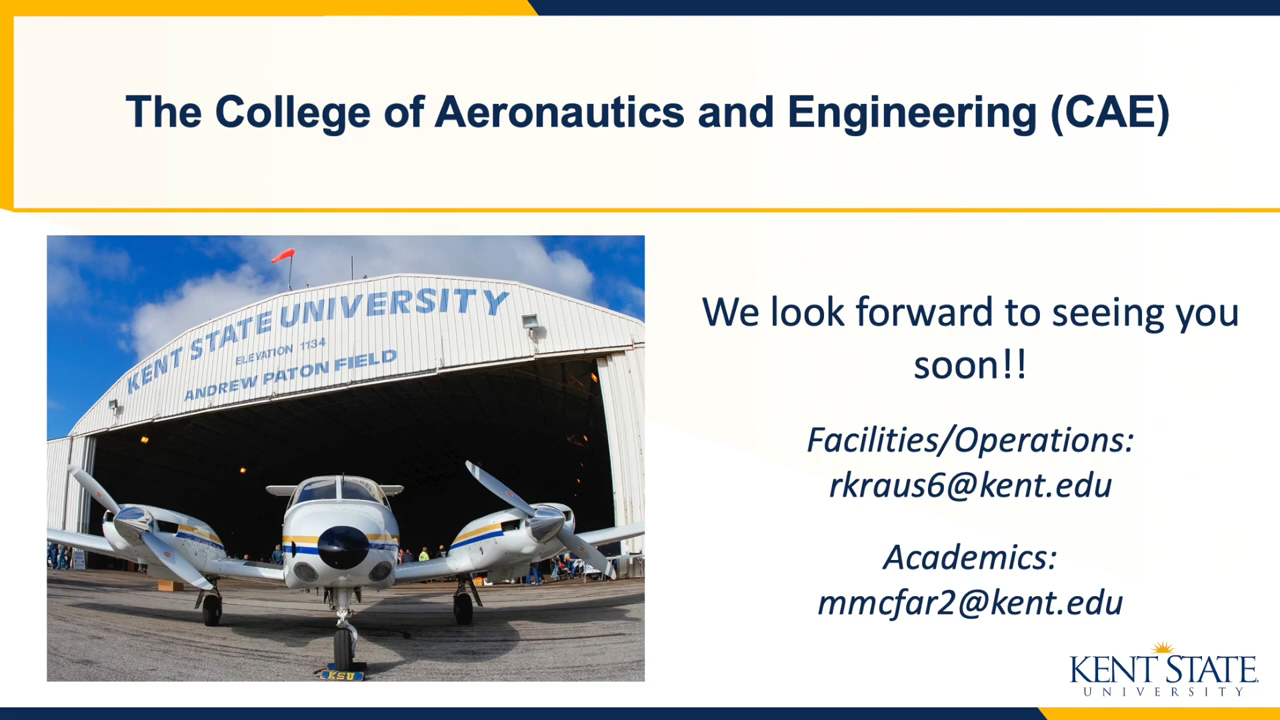 The College of Aeronautics and Engineering (CAE)
KENT STATE UNIVERSITY
ELEVATION 1134
ANDREW PATON FIELD
KSU
We look forward to seeing you
soon!!
Facilities/Operations:
rkraus6@kent.edu
Academics:
mmcfar2@kent.edu
KENT STATE
UNIVERSITY